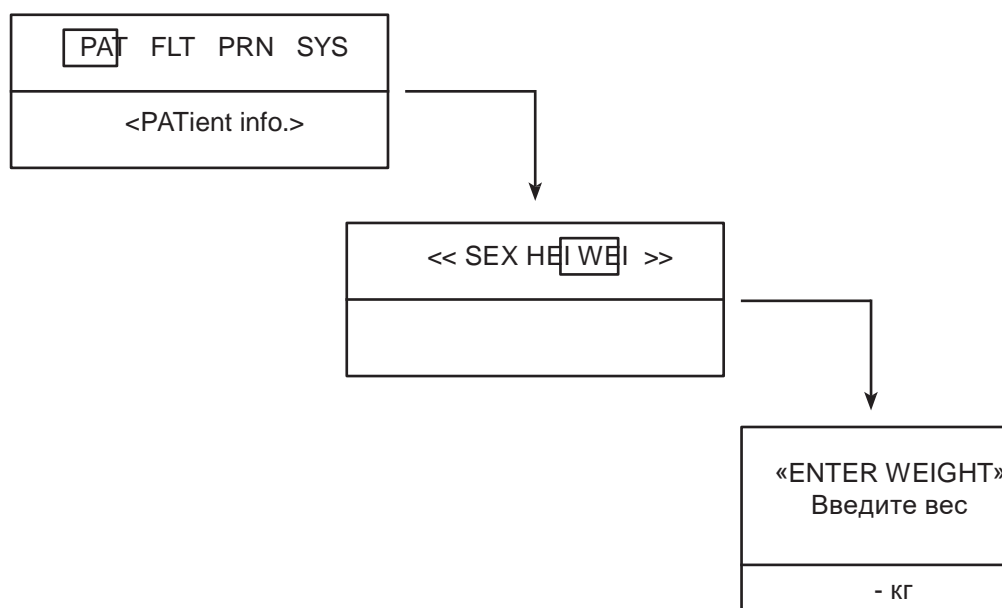 PAT FLT PRN SYS
<PATient info.>
<< SEX HEI WEI >>
«ENTER WEIGHT»
Введите вес
- кг